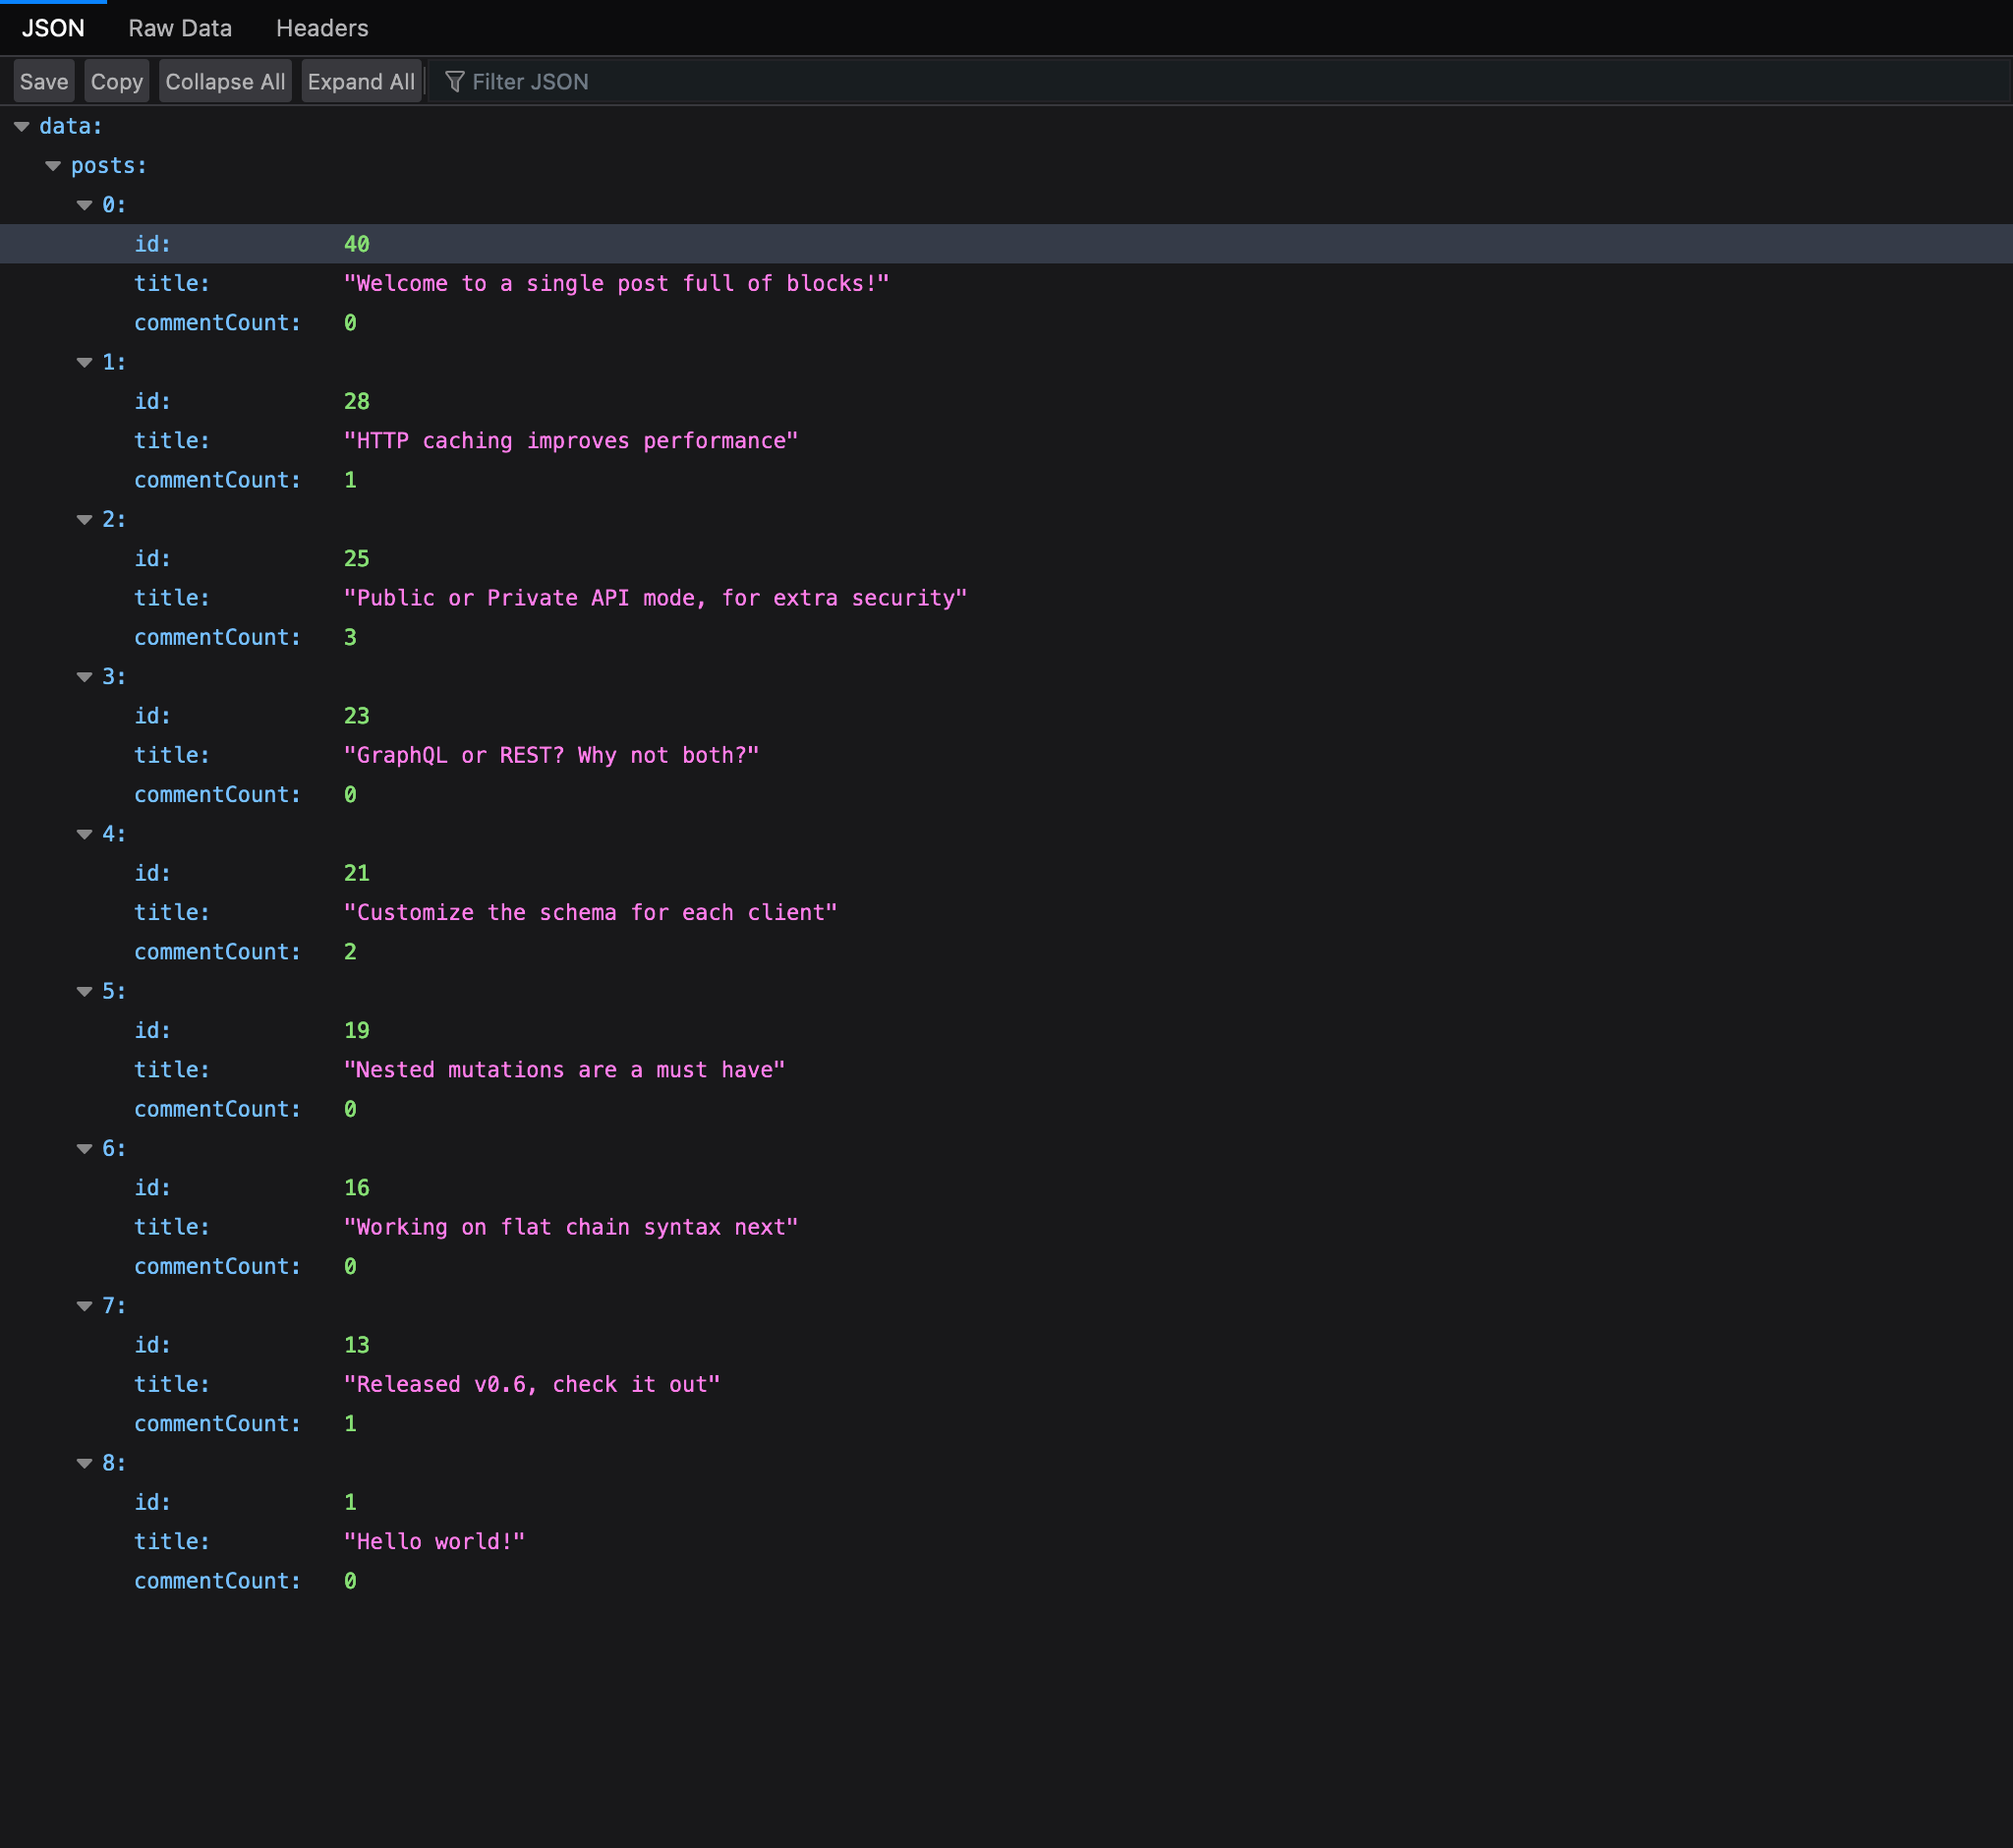 JSON Raw Data Headers
Save Copy Collapse All Expand All Filter JSON
data:
posts:
0:
id: 40
title: "Welcome to a single post full of blocks!"
commentCount: 0
1:
id: 28
title: "HTTP caching improves performance"
commentCount: 1
2:
id: 25
title: "Public or Private API mode, for extra security"
commentCount: 3
3:
id: 23
title: "GraphQL or REST? Why not both?"
commentCount: 0
4:
id: 21
title: "Customize the schema for each client"
commentCount: 2
5:
id: 19
title: "Nested mutations are a must have"
commentCount: 0
6:
id: 16
title: "Working on flat chain syntax next"
commentCount: 0
7:
id: 13
title: "Released v0.6, check it out"
commentCount: 1
8:
id: 1
title: "Hello world!"
commentCount: 0